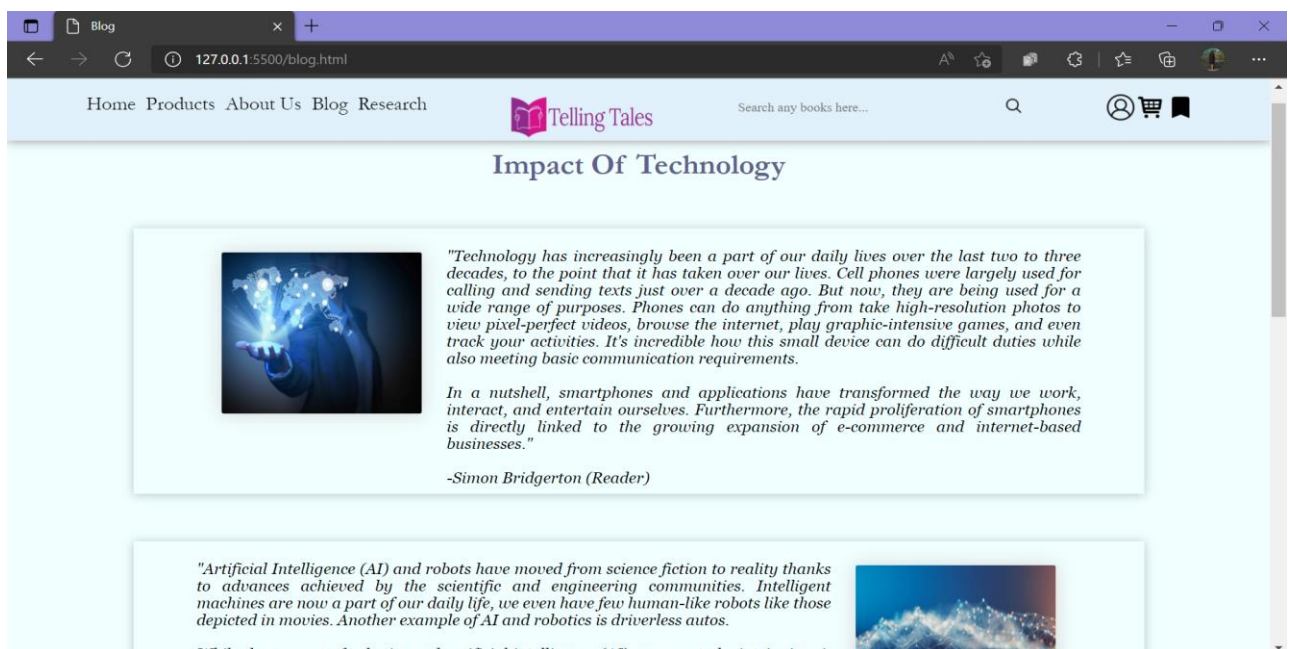 Blog
127.0.0.1:5500/blog.html
Home Products About Us Blog Research
Telling Tales
Search any books here...
Impact Of Technology
"Technology has increasingly been a part of our daily lives over the last two to three
decades, to the point that it has taken over our lives. Cell phones were largely used for
calling and sending texts just over a decade ago. But now, they are being used for a
wide range of purposes. Phones can do anything from take high-resolution photos to
view pixel-perfect videos, browse the internet, play graphic-intensive games, and even
track your activities. It's incredible how this small device can do difficult duties while
also meeting basic communication requirements.
In a nutshell, smartphones and applications have transformed the way we work,
interact, and entertain ourselves. Furthermore, the rapid proliferation of smartphones
is directly linked to the growing expansion of e-commerce and internet-based
businesses."
-Simon Bridgerton (Reader)
"Artificial Intelligence (AI) and robots have moved from science fiction to reality thanks
to advances achieved by the scientific and engineering communities. Intelligent
machines are now a part of our daily life, we even have few human-like robots like those
depicted in movies. Another example of AI and robotics is driverless autos.